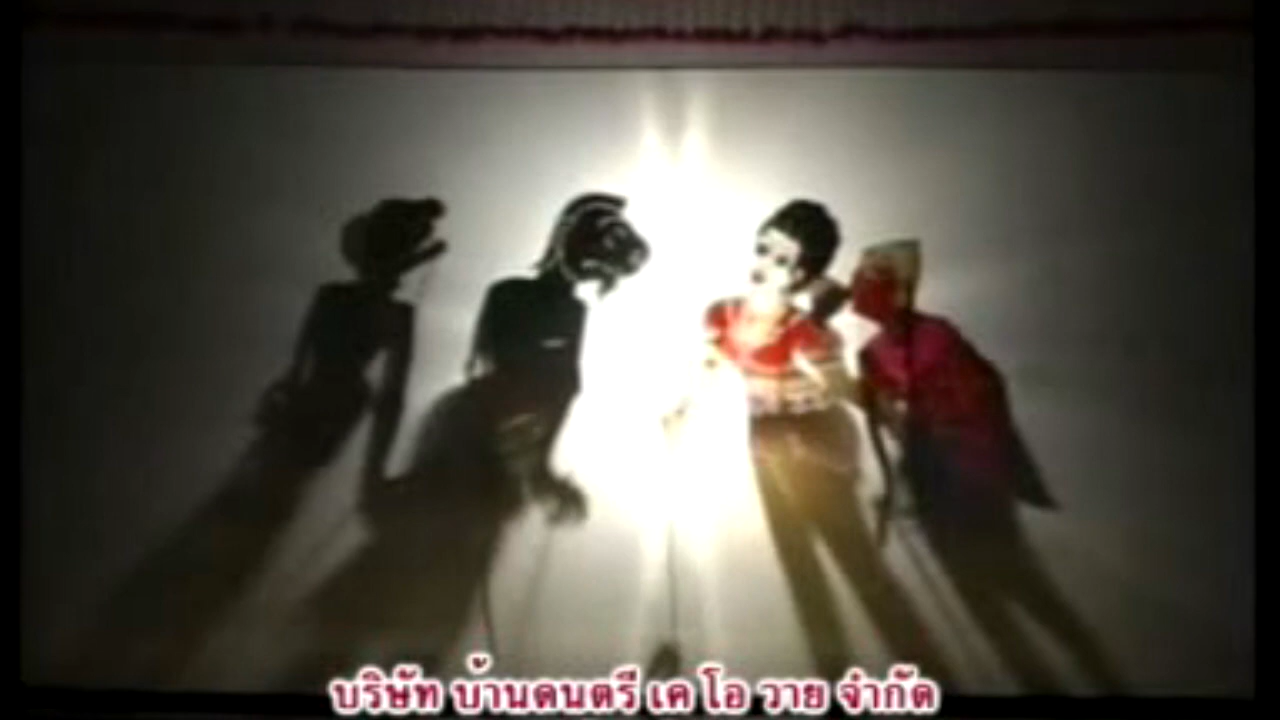 บริษัท บ้านดนตรี เค โอ วาย จำกัด